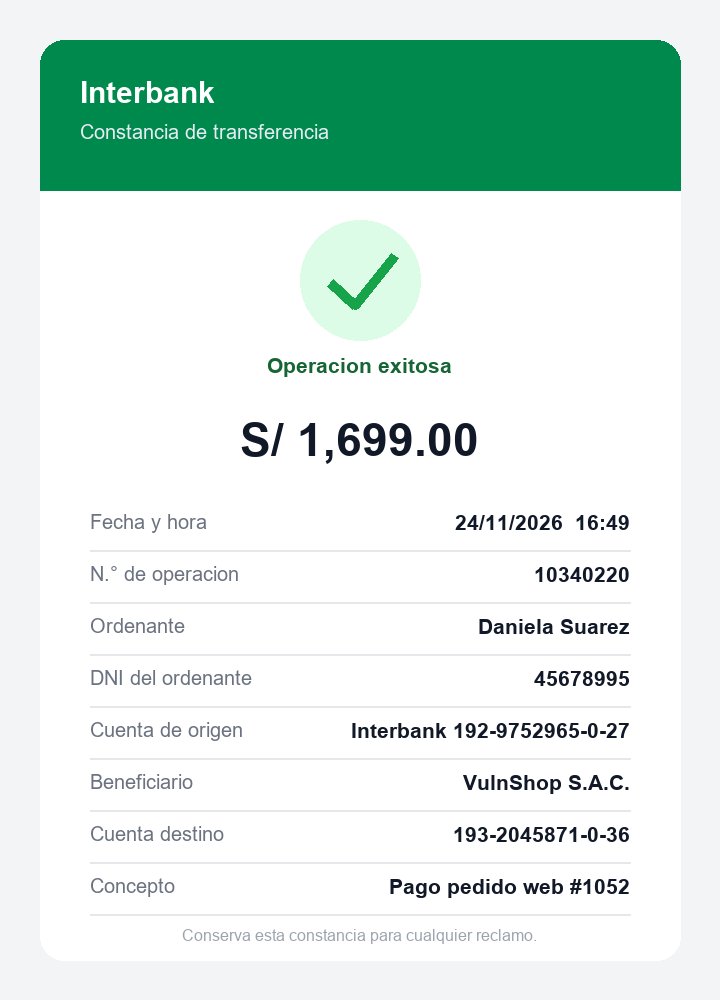 Interbank
Constancia de transferencia
Operacion exitosa
S/ 1,699.00
Fecha y hora 24/11/2026 16:49
N.° de operacion 10340220
Ordenante Daniela Suarez
DNI del ordenante 45678995
Cuenta de origen Interbank 192-9752965-0-27
Beneficiario VulnShop S.A.C.
Cuenta destino 193-2045871-0-36
Concepto Pago pedido web #1052
Conserva esta constancia para cualquier reclamo.